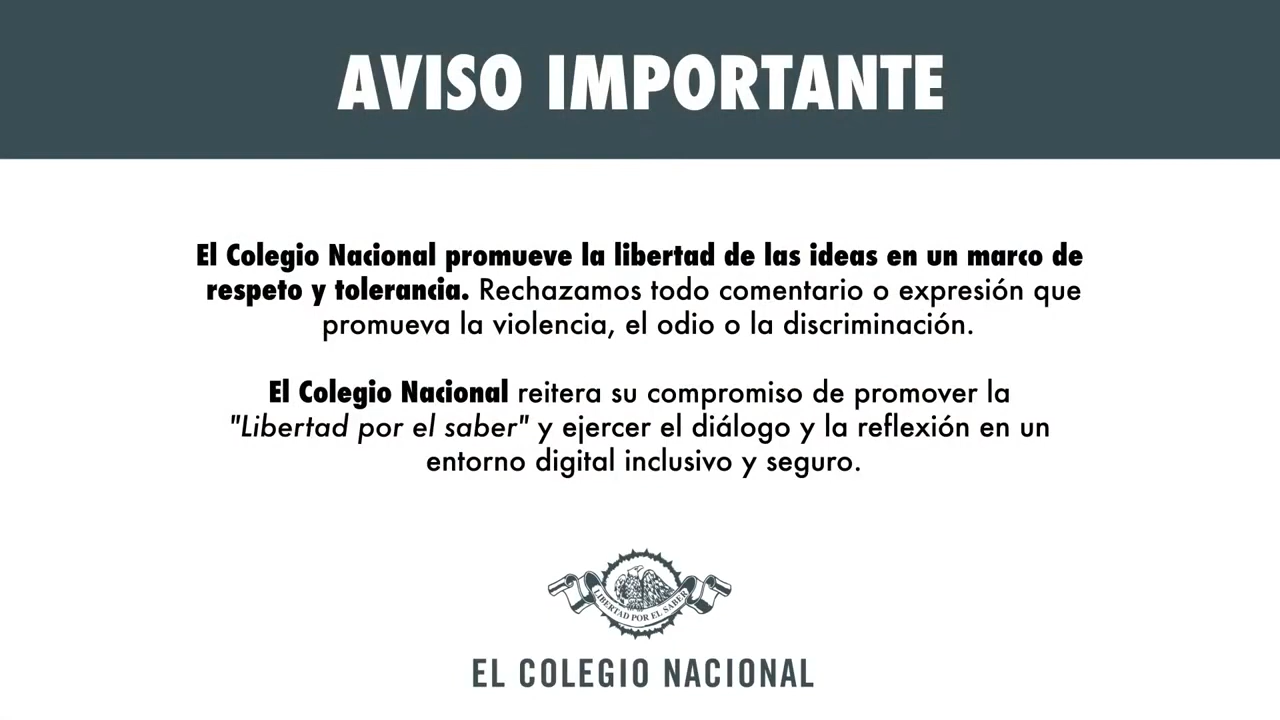 AVISO IMPORTANTE
El Colegio Nacional promueve la libertad de las ideas en un marco de
respeto y tolerancia. Rechazamos todo comentario o expresión que
promueva la violencia, el odio o la discriminación.
El Colegio Nacional reitera su compromiso de promover la
"Libertad por el saber" y ejercer el diálogo y la reflexión en un
entorno digital inclusivo y seguro.
LIBERTAD POR EL SABER
EL COLEGIO NACIONAL